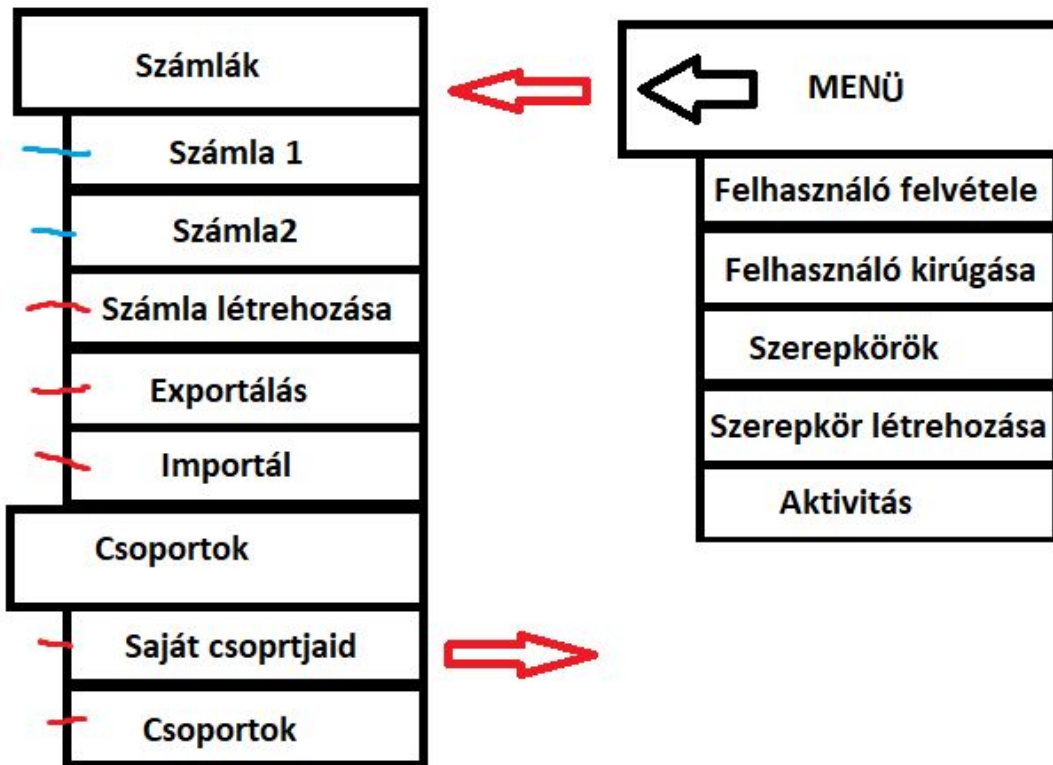 Számlák
Számla 1
Számla2
Számla létrehozása
Exportálás
Importál
Csoportok
Saját csoprtjaid
Csoportok
MENÜ
Felhasználó felvétele
Felhasználó kirúgása
Szerepkörök
Szerepkör létrehozása
Aktivitás